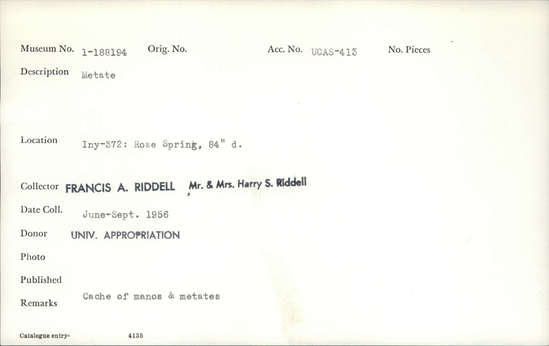 Museum No. 1-188194 Orig. No. Acc. No. UCAS-413 No. Pieces
Description Metate
Location Iny-372: Rose Spring, 84" d.
Collector FRANCIS A. RIDDELL , Mr. & Mrs. Harry S. Riddell
Date Coll. June-Sept. 1956
Donor UNIV. APPROPRIATION
Photo
Published
Remarks Cache of manos & metates
Catalogue entry- 4135